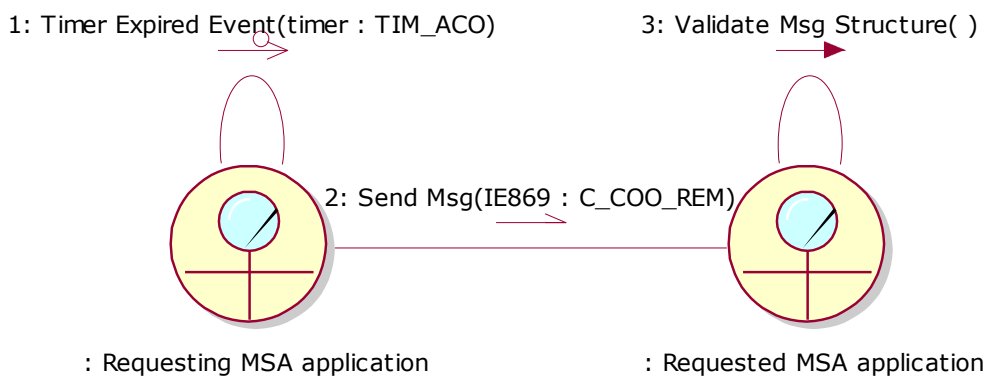 1: Timer Expired Event(timer : TIM_ACO)
3: Validate Msg Structure( )
2: Send Msg(IE869 : C_COO_REM)
: Requesting MSA application
: Requested MSA application